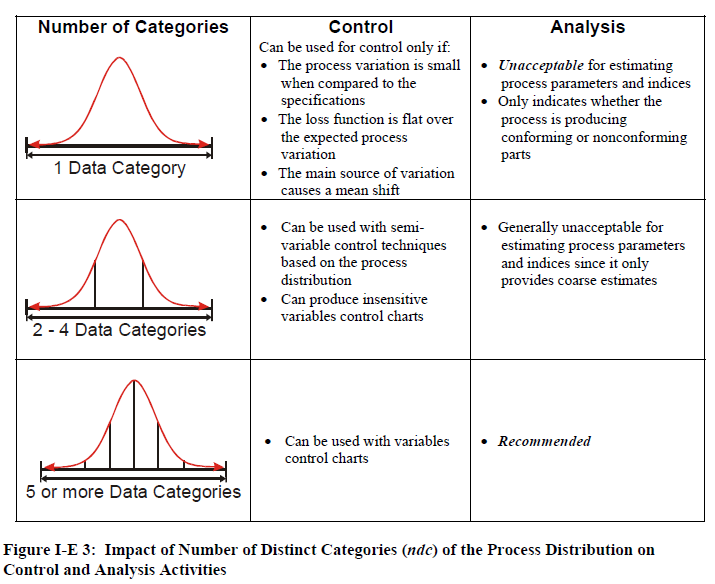 Number of Categories
Control
Analysis
1 Data Category
Can be used for control only if:
• The process variation is small
when compared to the
specifications
• The loss function is flat over
the expected process
variation
• The main source of variation
causes a mean shift
• Unacceptable for estimating
process parameters and indices
• Only indicates whether the
process is producing
conforming or nonconforming
parts
2 - 4 Data Categories
• Can be used with semi-
variable control techniques
based on the process
distribution
• Can produce insensitive
variables control charts
• Generally unacceptable for
estimating process parameters
and indices since it only
provides coarse estimates
5 or more Data Categories
• Can be used with variables
control charts
• Recommended
Figure I-E 3: Impact of Number of Distinct Categories (ndc) of the Process Distribution on
Control and Analysis Activities